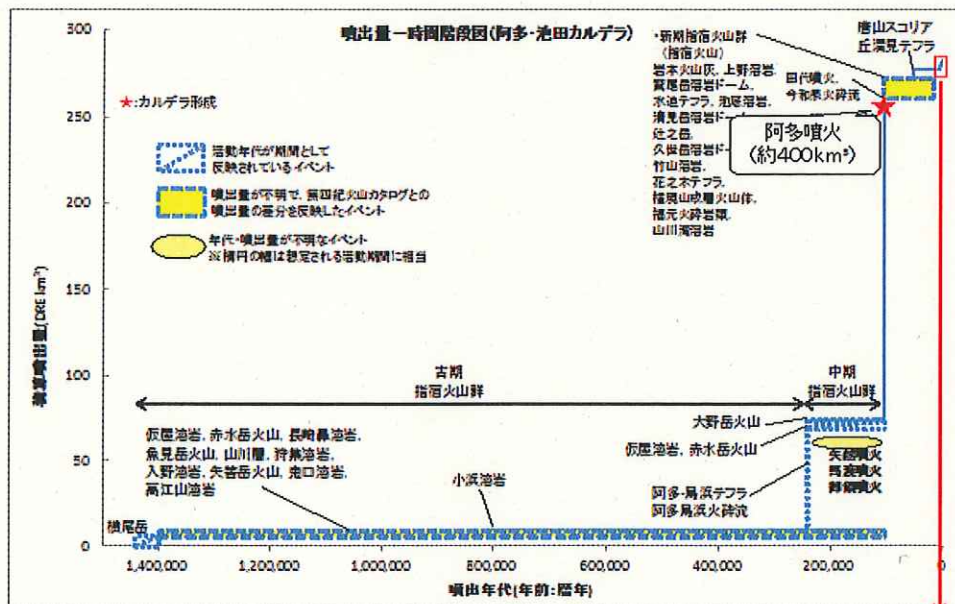 噴出量－時間階段図(阿多・池田カルデラ)
★:カルデラ形成
活動年代が期間として
反映されているイベント
噴出量が不明で、第四紀火山カタログとの
噴出量の差分を反映したイベント
年代・噴出量が不明なイベント
※楕円の幅は想定される活動期間に相当
・新期指宿火山群
(指宿火山)
岩本火山灰, 上野溶岩,
鷲尾岳溶岩ドーム,
水迫テフラ, 池底溶岩,
清見岳溶岩ドーム
辻之岳,
久世岳溶岩ドーム
竹山溶岩,
花之木テフラ,
福元火砕岩類,
山川湾溶岩
唐山スコリア
丘清見テフラ
田代噴火,
今和泉火砕流
阿多噴火
(約400km³)
古期
指宿火山群
中期
指宿火山群
大野岳火山
仮屋溶岩, 赤水岳火山
阿多-鳥浜テフラ
阿多鳥浜火砕流
仮屋溶岩, 赤水岳火山, 長崎鼻溶岩,
魚見岳火山, 山川層,
入野溶岩, 矢筈岳火山, 鬼口溶岩,
高江山溶岩
小浜溶岩
横尾岳
積算噴出量(DRE km³)
300
250
200
150
100
50
0
1,400,000 1,200,000 1,000,000 800,000 600,000 400,000 200,000 0
噴出年代(年前:暦年)